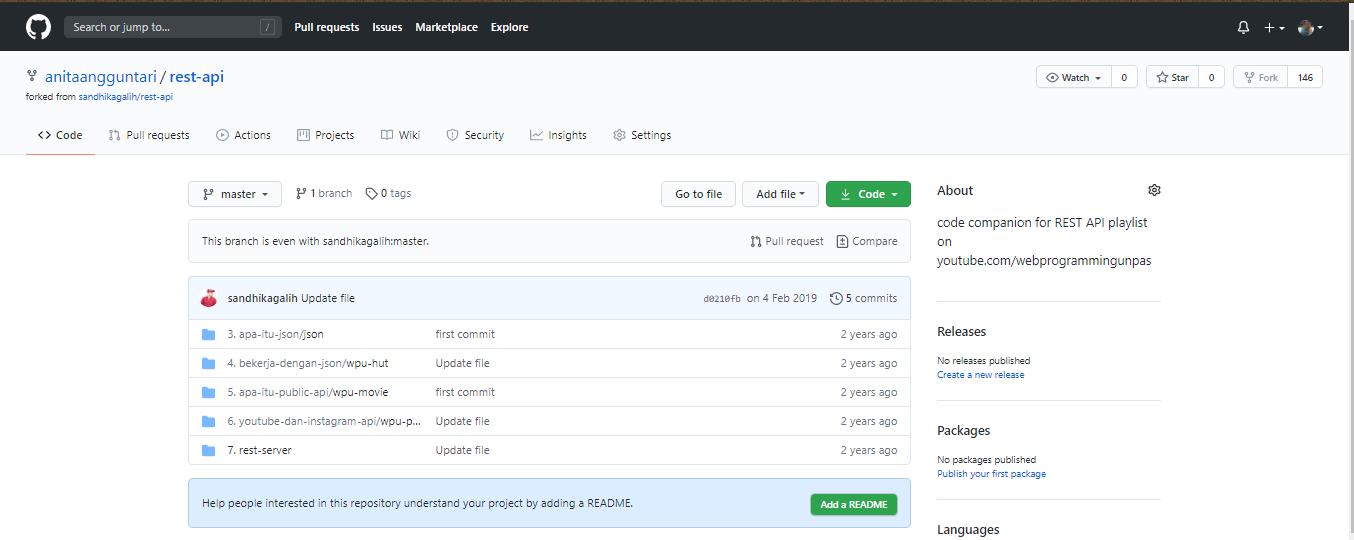 Search or jump to... /
Pull requests Issues Marketplace Explore
anitaangguntari / rest-api
forked from sandhikagalih/rest-api
Watch 0 Star 0 Fork 146
Code Pull requests Actions Projects Wiki Security Insights Settings
master 1 branch 0 tags
Go to file Add file Code
This branch is even with sandhikagalih:master.
Pull request Compare
sandhikagalih Update file d0210fb on 4 Feb 2019 5 commits
3. apa-itu-json/json first commit 2 years ago
4. bekerja-dengan-json/wpu-hut Update file 2 years ago
5. apa-itu-public-api/wpu-movie first commit 2 years ago
6. youtube-dan-instagram-api/wpu-p... Update file 2 years ago
7. rest-server Update file 2 years ago
Help people interested in this repository understand your project by adding a README.
Add a README
About
code companion for REST API playlist
on
youtube.com/webprogrammingunpas
Releases
No releases published
Create a new release
Packages
No packages published
Publish your first package
Languages